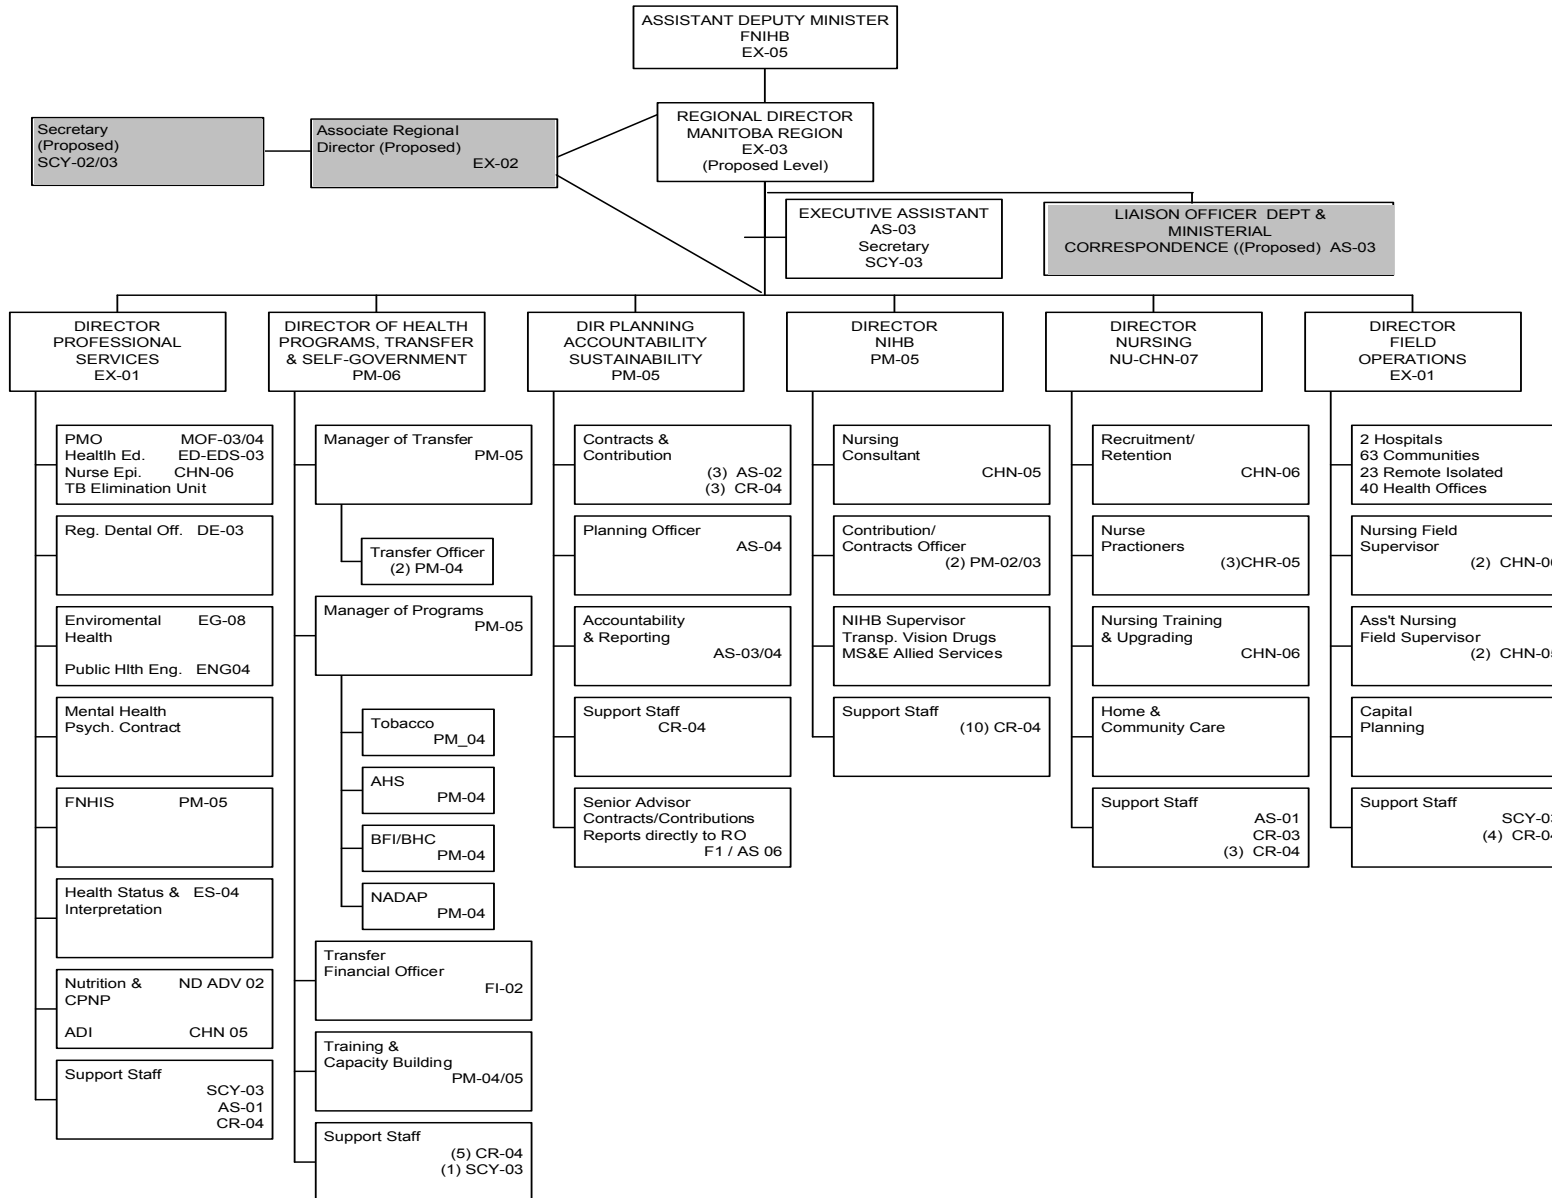 ASSISTANT DEPUTY MINISTER
FNIHB
EX-05
REGIONAL DIRECTOR
MANITOBA REGION
EX-03
(Proposed Level)
Secretary
(Proposed)
SCY-02/03
Associate Regional
Director (Proposed)
EX-02
EXECUTIVE ASSISTANT
AS-03
Secretary
SCY-03
LIAISON OFFICER DEPT &
MINISTERIAL
CORRESPONDENCE ((Proposed) AS-03
DIRECTOR
PROFESSIONAL
SERVICES
EX-01
PMO MOF-03/04
Healtlh Ed. ED-EDS-03
Nurse Epi. CHN-06
TB Elimination Unit
Reg. Dental Off. DE-03
Enviromental EG-08
Health
Public Hlth Eng. ENG04
Mental Health
Psych. Contract
FNHIS PM-05
Health Status & ES-04
Interpretation
Nutrition & ND ADV 02
CPNP
ADI CHN 05
Support Staff
SCY-03
AS-01
CR-04
DIRECTOR OF HEALTH
PROGRAMS, TRANSFER
& SELF-GOVERNMENT
PM-06
Manager of Transfer
PM-05
Transfer Officer
(2) PM-04
Manager of Programs
PM-05
Tobacco
PM_04
AHS
PM-04
BFI/BHC
PM-04
NADAP
PM-04
Transfer
Financial Officer
FI-02
Training &
Capacity Building
PM-04/05
Support Staff
(5) CR-04
(1) SCY-03
DIR PLANNING
ACCOUNTABILITY
SUSTAINABILITY
PM-05
Contracts &
Contribution
(3) AS-02
(3) CR-04
Planning Officer
AS-04
Accountability
& Reporting
AS-03/04
Support Staff
CR-04
Senior Advisor
Contracts/Contributions
Reports directly to RO
F1 / AS 06
DIRECTOR
NIHB
PM-05
Nursing
Consultant
CHN-05
Contribution/
Contracts Officer
(2) PM-02/03
NIHB Supervisor
Transp. Vision Drugs
MS&E Allied Services
Support Staff
(10) CR-04
DIRECTOR
NURSING
NU-CHN-07
Recruitment/
Retention
CHN-06
Nurse
Practioners
(3)CHR-05
Nursing Training
& Upgrading
CHN-06
Home &
Community Care
Support Staff
AS-01
CR-03
(3) CR-04
DIRECTOR
FIELD
OPERATIONS
EX-01
2 Hospitals
63 Communities
23 Remote Isolated
40 Health Offices
Nursing Field
Supervisor
(2) CHN-06
Ass't Nursing
Field Supervisor
(2) CHN-05
Capital
Planning
Support Staff
SCY-03
(4) CR-04